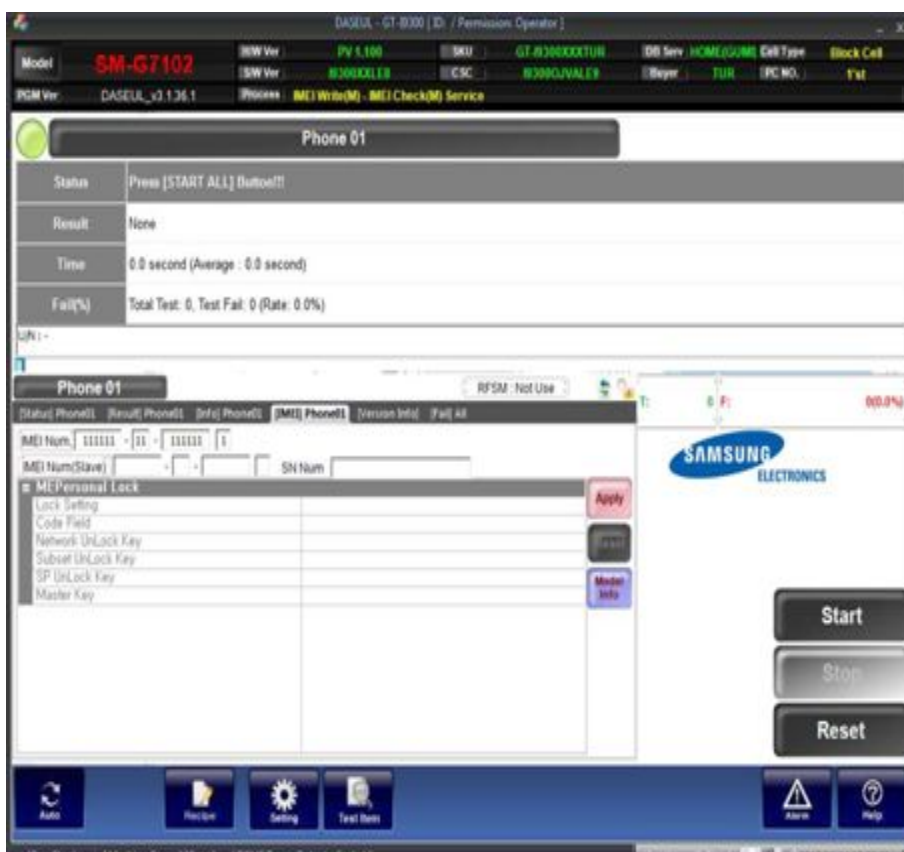 DASEUL - GT-I9300 [ ID: / Permission: Operator ]
Model SM-G7102 H/W Ver PV 1.100 SKU GT-I9300XXXTUR DB Serv HOME(GUMI) Cell Type Block Cell
S/W Ver I9300XXLE8 CSC I9300OJVALE9 Buyer TUR PC NO. 1'st
PGM Ver DASEUL_v3.1.36.1 Process IMEI Write(M) - IMEI Check(M) Service
Phone 01
Status Press [START ALL] Button!!!
Result None
Time 0.0 second (Average : 0.0 second)
Fail(%) Total Test: 0, Test Fail: 0 (Rate: 0.0%)
U/N : -
Phone 01 RFSM : Not Use T: 0 F: 0(0.0%)
[Status] Phone01 [Result] Phone01 [Info] Phone01 [IMEI] Phone01 [Version Info] [Fail] All
IMEI Num. 111111 - 11 - 111111 1
IMEI Num(Slave) - - SN Num
MEPersonal Lock
Lock Setting
Code Field
Network UnLock Key
Subset UnLock Key
SP UnLock Key
Master Key
Apply
Model Info
SAMSUNG
ELECTRONICS
Start
Stop
Reset
Auto Recipe Setting Test Item Alarm Help